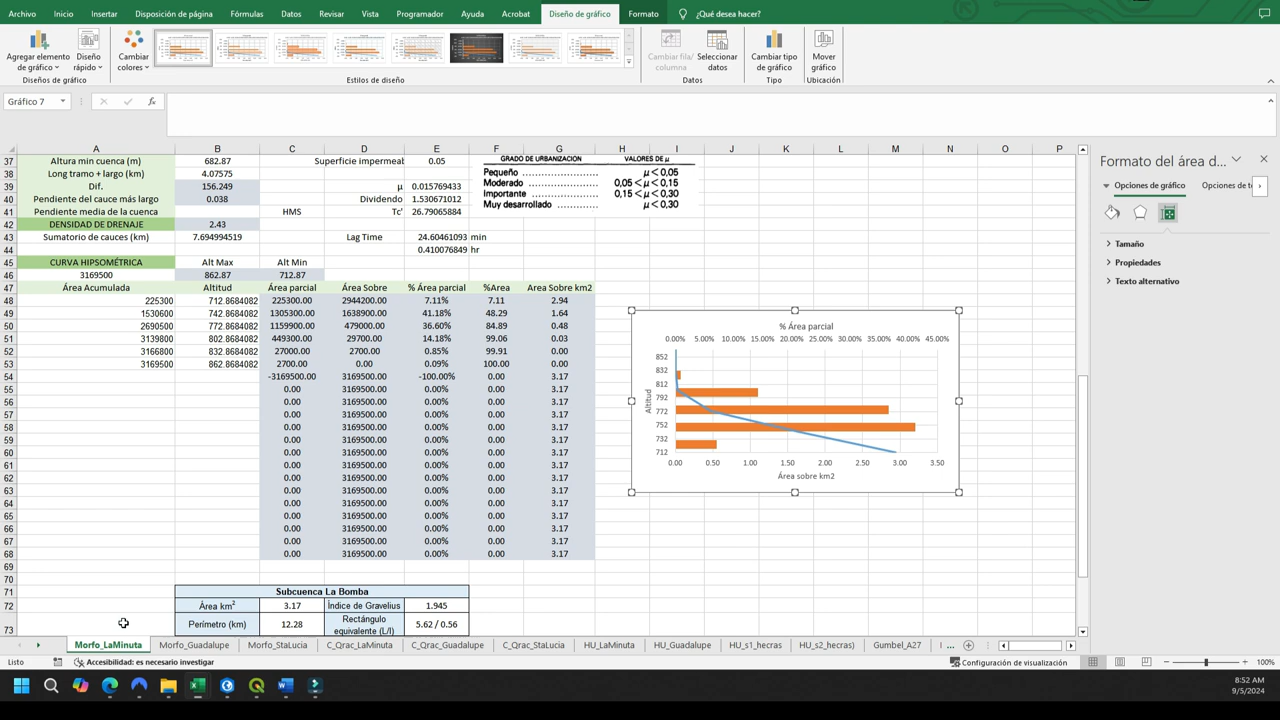 Archivo Inicio Insertar Disposición de página Fórmulas Datos Revisar Vista Programador Ayuda Acrobat Diseño de gráfico Formato ¿Qué desea hacer?
Agregar elemento de gráfico Diseño rápido Cambiar colores Cambiar fila/columna Seleccionar datos Cambiar tipo de gráfico Mover gráfico
Diseños de gráfico Estilos de diseño Datos Tipo Ubicación
Gráfico 7 fx
A B C D E F G H I J K L M N O P
37 Altura min cuenca (m) 682.87 Superficie impermeab 0.05
38 Long tramo + largo (km) 4.07575
39 Dif. 156.249 μ 0.015769433
40 Pendiente del cauce más largo 0.038 Dividendo 1.530671012
41 Pendiente media de la cuenca HMS Tc' 26.79065884
42 DENSIDAD DE DRENAJE 2.43
43 Sumatorio de cauces (km) 7.694994519 Lag Time 24.60461093 min
44 0.410076849 hr
45 CURVA HIPSOMÉTRICA Alt Max Alt Min
46 3169500 862.87 712.87
47 Área Acumulada Altitud Área parcial Área Sobre % Área parcial %Area Area Sobre km2
48 225300 712.8684082 225300.00 2944200.00 7.11% 7.11 2.94
49 1530600 742.8684082 1305300.00 1638900.00 41.18% 48.29 1.64
50 2690500 772.8684082 1159900.00 479000.00 36.60% 84.89 0.48
51 3139800 802.8684082 449300.00 29700.00 14.18% 99.06 0.03
52 3166800 832.8684082 27000.00 2700.00 0.85% 99.91 0.00
53 3169500 862.8684082 2700.00 0.00 0.09% 100.00 0.00
54 -3169500.00 3169500.00 -100.00% 0.00 3.17
55 0.00 3169500.00 0.00% 0.00 3.17
56 0.00 3169500.00 0.00% 0.00 3.17
57 0.00 3169500.00 0.00% 0.00 3.17
58 0.00 3169500.00 0.00% 0.00 3.17
59 0.00 3169500.00 0.00% 0.00 3.17
60 0.00 3169500.00 0.00% 0.00 3.17
61 0.00 3169500.00 0.00% 0.00 3.17
62 0.00 3169500.00 0.00% 0.00 3.17
63 0.00 3169500.00 0.00% 0.00 3.17
64 0.00 3169500.00 0.00% 0.00 3.17
65 0.00 3169500.00 0.00% 0.00 3.17
66 0.00 3169500.00 0.00% 0.00 3.17
67 0.00 3169500.00 0.00% 0.00 3.17
68 0.00 3169500.00 0.00% 0.00 3.17
69
70
71 Subcuenca La Bomba
72 Área km² 3.17 Índice de Gravelius 1.945
73 Perímetro (km) 12.28 Rectángulo equivalente (L/l) 5.62 / 0.56
GRADO DE URBANIZACION VALORES DE μ
Pequeño μ < 0.05
Moderado 0,05 < μ < 0,15
Importante 0,15 < μ < 0,30
Muy desarrollado μ < 0,30
% Área parcial
0.00% 5.00% 10.00% 15.00% 20.00% 25.00% 30.00% 35.00% 40.00% 45.00%
Altitud
852
832
812
792
772
752
732
712
0.00 0.50 1.00 1.50 2.00 2.50 3.00 3.50
Área sobre km2
Formato del área d...
Opciones de gráfico Opciones de t
Tamaño
Propiedades
Texto alternativo
Morfo_LaMinuta Morfo_Guadalupe Morfo_StaLucia C_Qrac_LaMinuta C_Qrac_Guadalupe C_Qrac_StaLucia HU_LaMinuta HU_Guadalupe HU_s1_hecras HU_s2_hecras) Gumbel_A27 ...
Listo Accesibilidad: es necesario investigar Configuración de visualización 100%
8:52 AM
9/5/2024